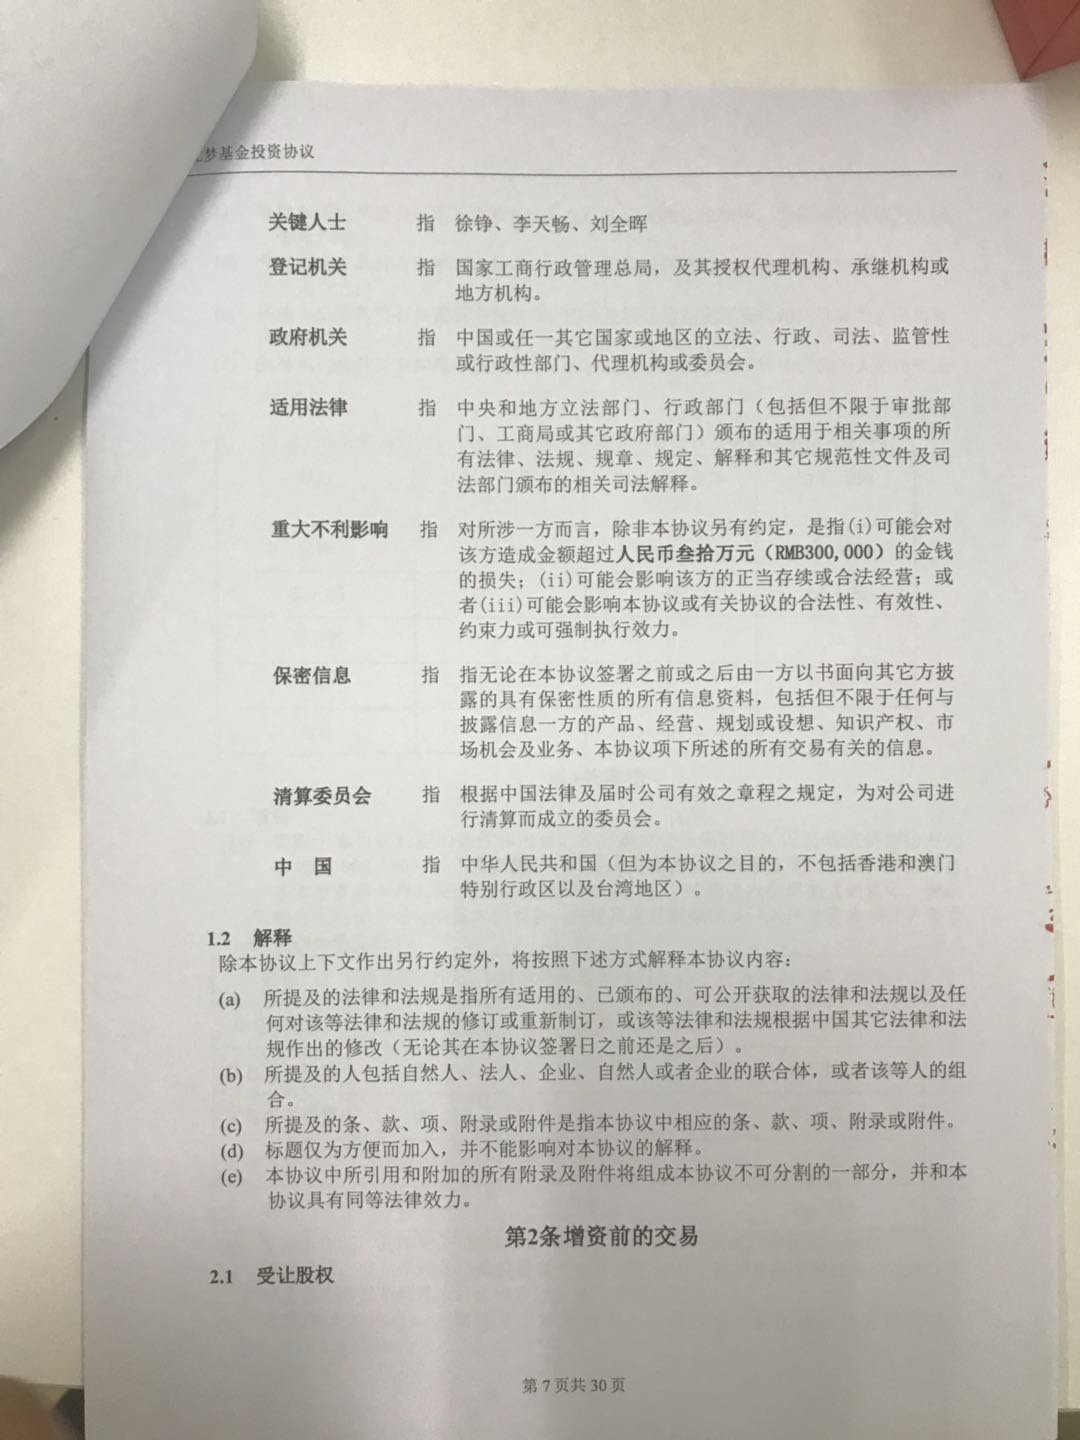 梦基金投资协议
关键人士 指 徐铮、李天畅、刘全晖
登记机关 指 国家工商行政管理总局，及其授权代理机构、承继机构或
地方机构。
政府机关 指 中国或任一其它国家或地区的立法、行政、司法、监管性
或行政性部门、代理机构或委员会。
适用法律 指 中央和地方立法部门、行政部门（包括但不限于审批部
门、工商局或其它政府部门）颁布的适用于相关事项的所
有法律、法规、规章、规定、解释和其它规范性文件及司
法部门颁布的相关司法解释。
重大不利影响 指 对所涉一方而言，除非本协议另有约定，是指(i)可能会对
该方造成金额超过人民币叁拾万元（RMB300,000）的金钱
的损失；(ii)可能会影响该方的正当存续或合法经营；或
者(iii)可能会影响本协议或有关协议的合法性、有效性、
约束力或可强制执行效力。
保密信息 指 指无论在本协议签署之前或之后由一方以书面向其它方披
露的具有保密性质的所有信息资料，包括但不限于任何与
披露信息一方的产品、经营、规划或设想、知识产权、市
场机会及业务、本协议项下所述的所有交易有关的信息。
清算委员会 指 根据中国法律及届时公司有效之章程之规定，为对公司进
行清算而成立的委员会。
中 国 指 中华人民共和国（但为本协议之目的，不包括香港和澳门
特别行政区以及台湾地区）。
1.2 解释
除本协议上下文作出另行约定外，将按照下述方式解释本协议内容：
(a) 所提及的法律和法规是指所有适用的、已颁布的、可公开获取的法律和法规以及任
何对该等法律和法规的修订或重新制订，或该等法律和法规根据中国其它法律和法
规作出的修改（无论其在本协议签署日之前还是之后）。
(b) 所提及的人包括自然人、法人、企业、自然人或者企业的联合体，或者该等人的组
合。
(c) 所提及的条、款、项、附录或附件是指本协议中相应的条、款、项、附录或附件。
(d) 标题仅为方便而加入，并不能影响对本协议的解释。
(e) 本协议中所引用和附加的所有附录及附件将组成本协议不可分割的一部分，并和本
协议具有同等法律效力。
第2条增资前的交易
2.1 受让股权
第 7 页共 30 页